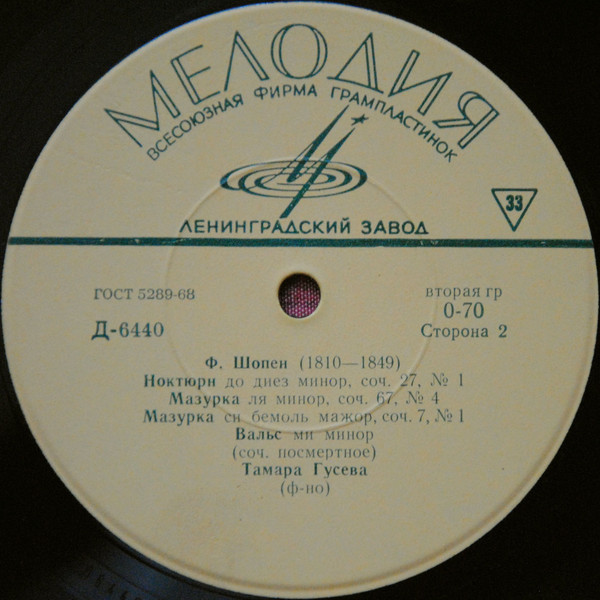 МЕЛОДИЯ
ВСЕСОЮЗНАЯ ФИРМА ГРАМПЛАСТИНОК
ЛЕНИНГРАДСКИЙ ЗАВОД
33
ГОСТ 5289-68
вторая гр
0-70
Д-6440
Сторона 2
Ф. Шопен (1810—1849)
Ноктюрн до диез минор, соч. 27, № 1
Мазурка ля минор, соч. 67, № 4
Мазурка си бемоль мажор, соч. 7, № 1
Вальс ми минор
(соч. посмертное)
Тамара Гусева
(ф-но)